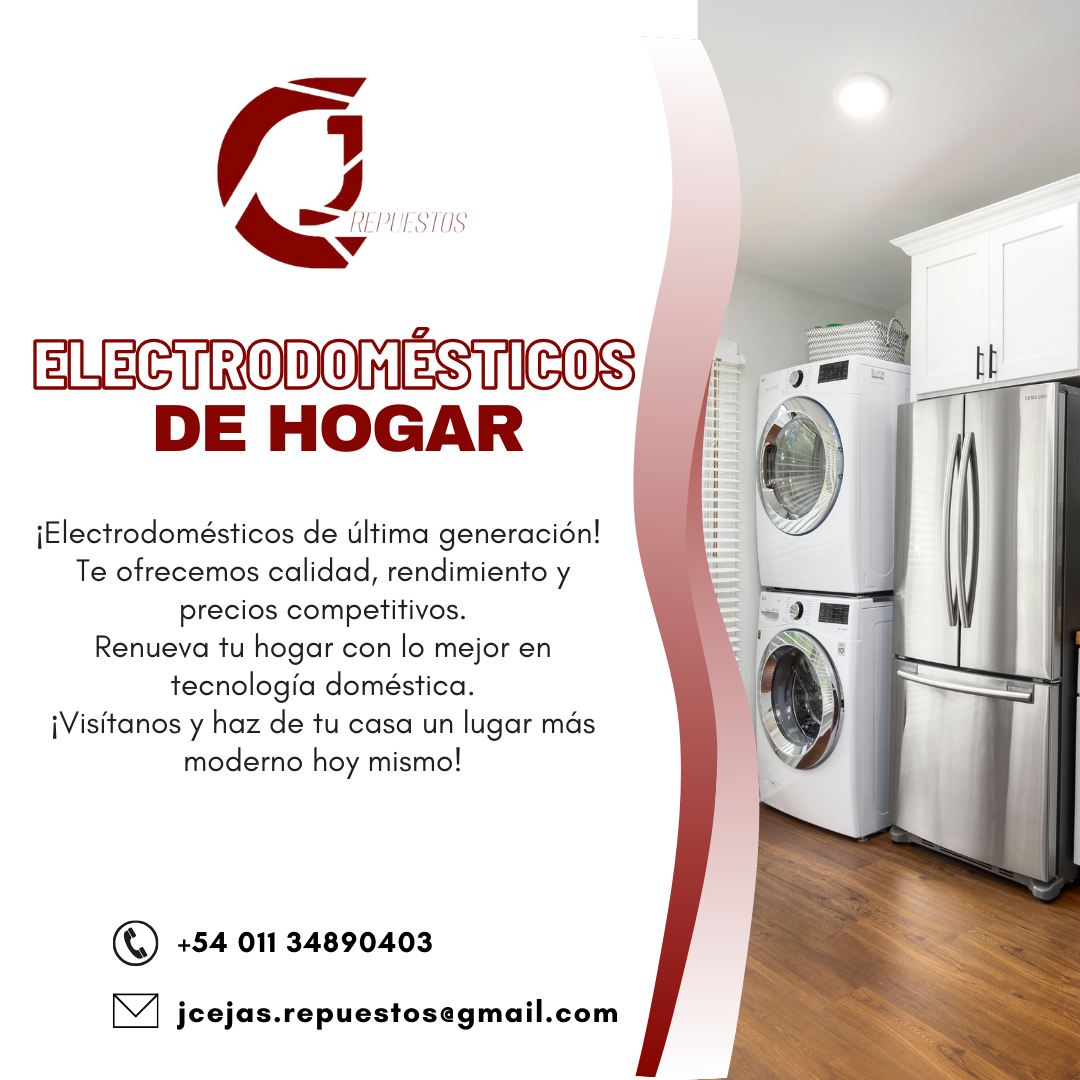 REPUESTOS
ELECTRODOMÉSTICOS
DE HOGAR
¡Electrodomésticos de última generación!
Te ofrecemos calidad, rendimiento y
precios competitivos.
Renueva tu hogar con lo mejor en
tecnología doméstica.
¡Visítanos y haz de tu casa un lugar más
moderno hoy mismo!
+54 011 34890403
jcejas.repuestos@gmail.com
SAMSUNG
LG